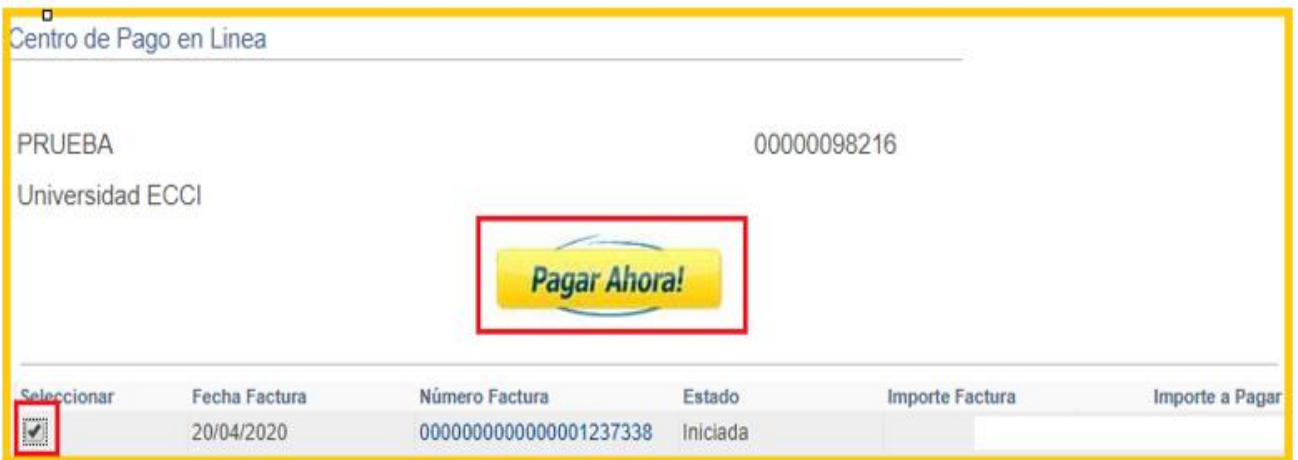 Centro de Pago en Linea
PRUEBA 00000098216
Universidad ECCI
Pagar Ahora!
Seleccionar Fecha Factura Número Factura Estado Importe Factura Importe a Pagar
20/04/2020 0000000000000001237338 Iniciada